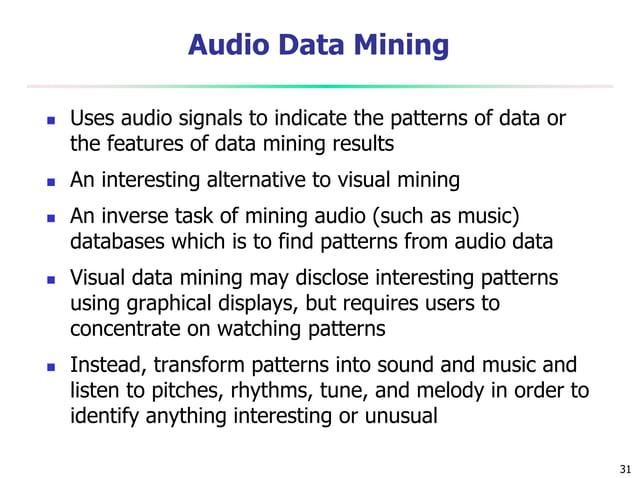 Audio Data Mining
Uses audio signals to indicate the patterns of data or
the features of data mining results
An interesting alternative to visual mining
An inverse task of mining audio (such as music)
databases which is to find patterns from audio data
Visual data mining may disclose interesting patterns
using graphical displays, but requires users to
concentrate on watching patterns
Instead, transform patterns into sound and music and
listen to pitches, rhythms, tune, and melody in order to
identify anything interesting or unusual
31